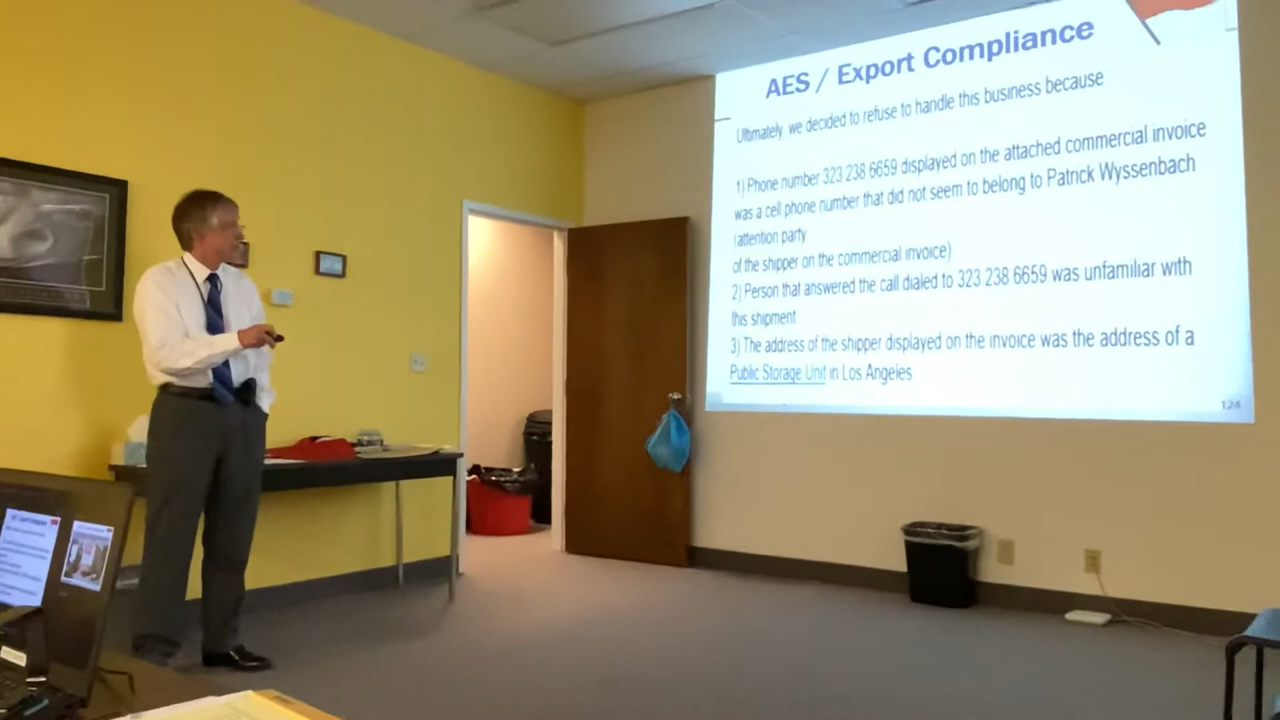 AES / Export Compliance
Ultimately we decided to refuse to handle this business because
1) Phone number 323 238 6659 displayed on the attached commercial invoice
was a cell phone number that did not seem to belong to Patrick Wyssenbach
(attention party
of the shipper on the commercial invoice)
2) Person that answered the call dialed to 323 238 6659 was unfamiliar with
this shipment
3) The address of the shipper displayed on the invoice was the address of a
Public Storage Unit in Los Angeles
124